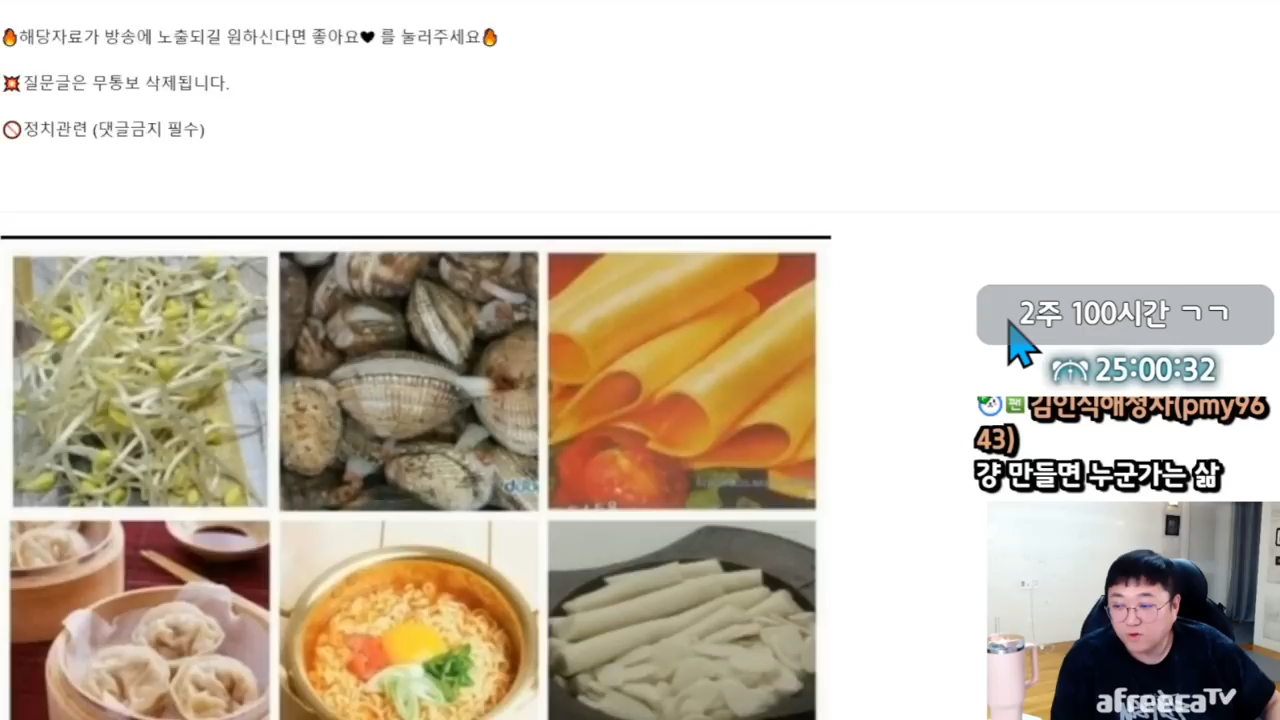 🔥해당자료가 방송에 노출되길 원하신다면 좋아요🖤 를 눌러주세요🔥
💥질문글은 무통보 삭제됩니다.
🚫정치관련 (댓글금지 필수)
2주 100시간 ㄱㄱ
25:00:32
팬 김인직애청자(pmy96
43)
걍 만들면 누군가는 삶
afreecaTV